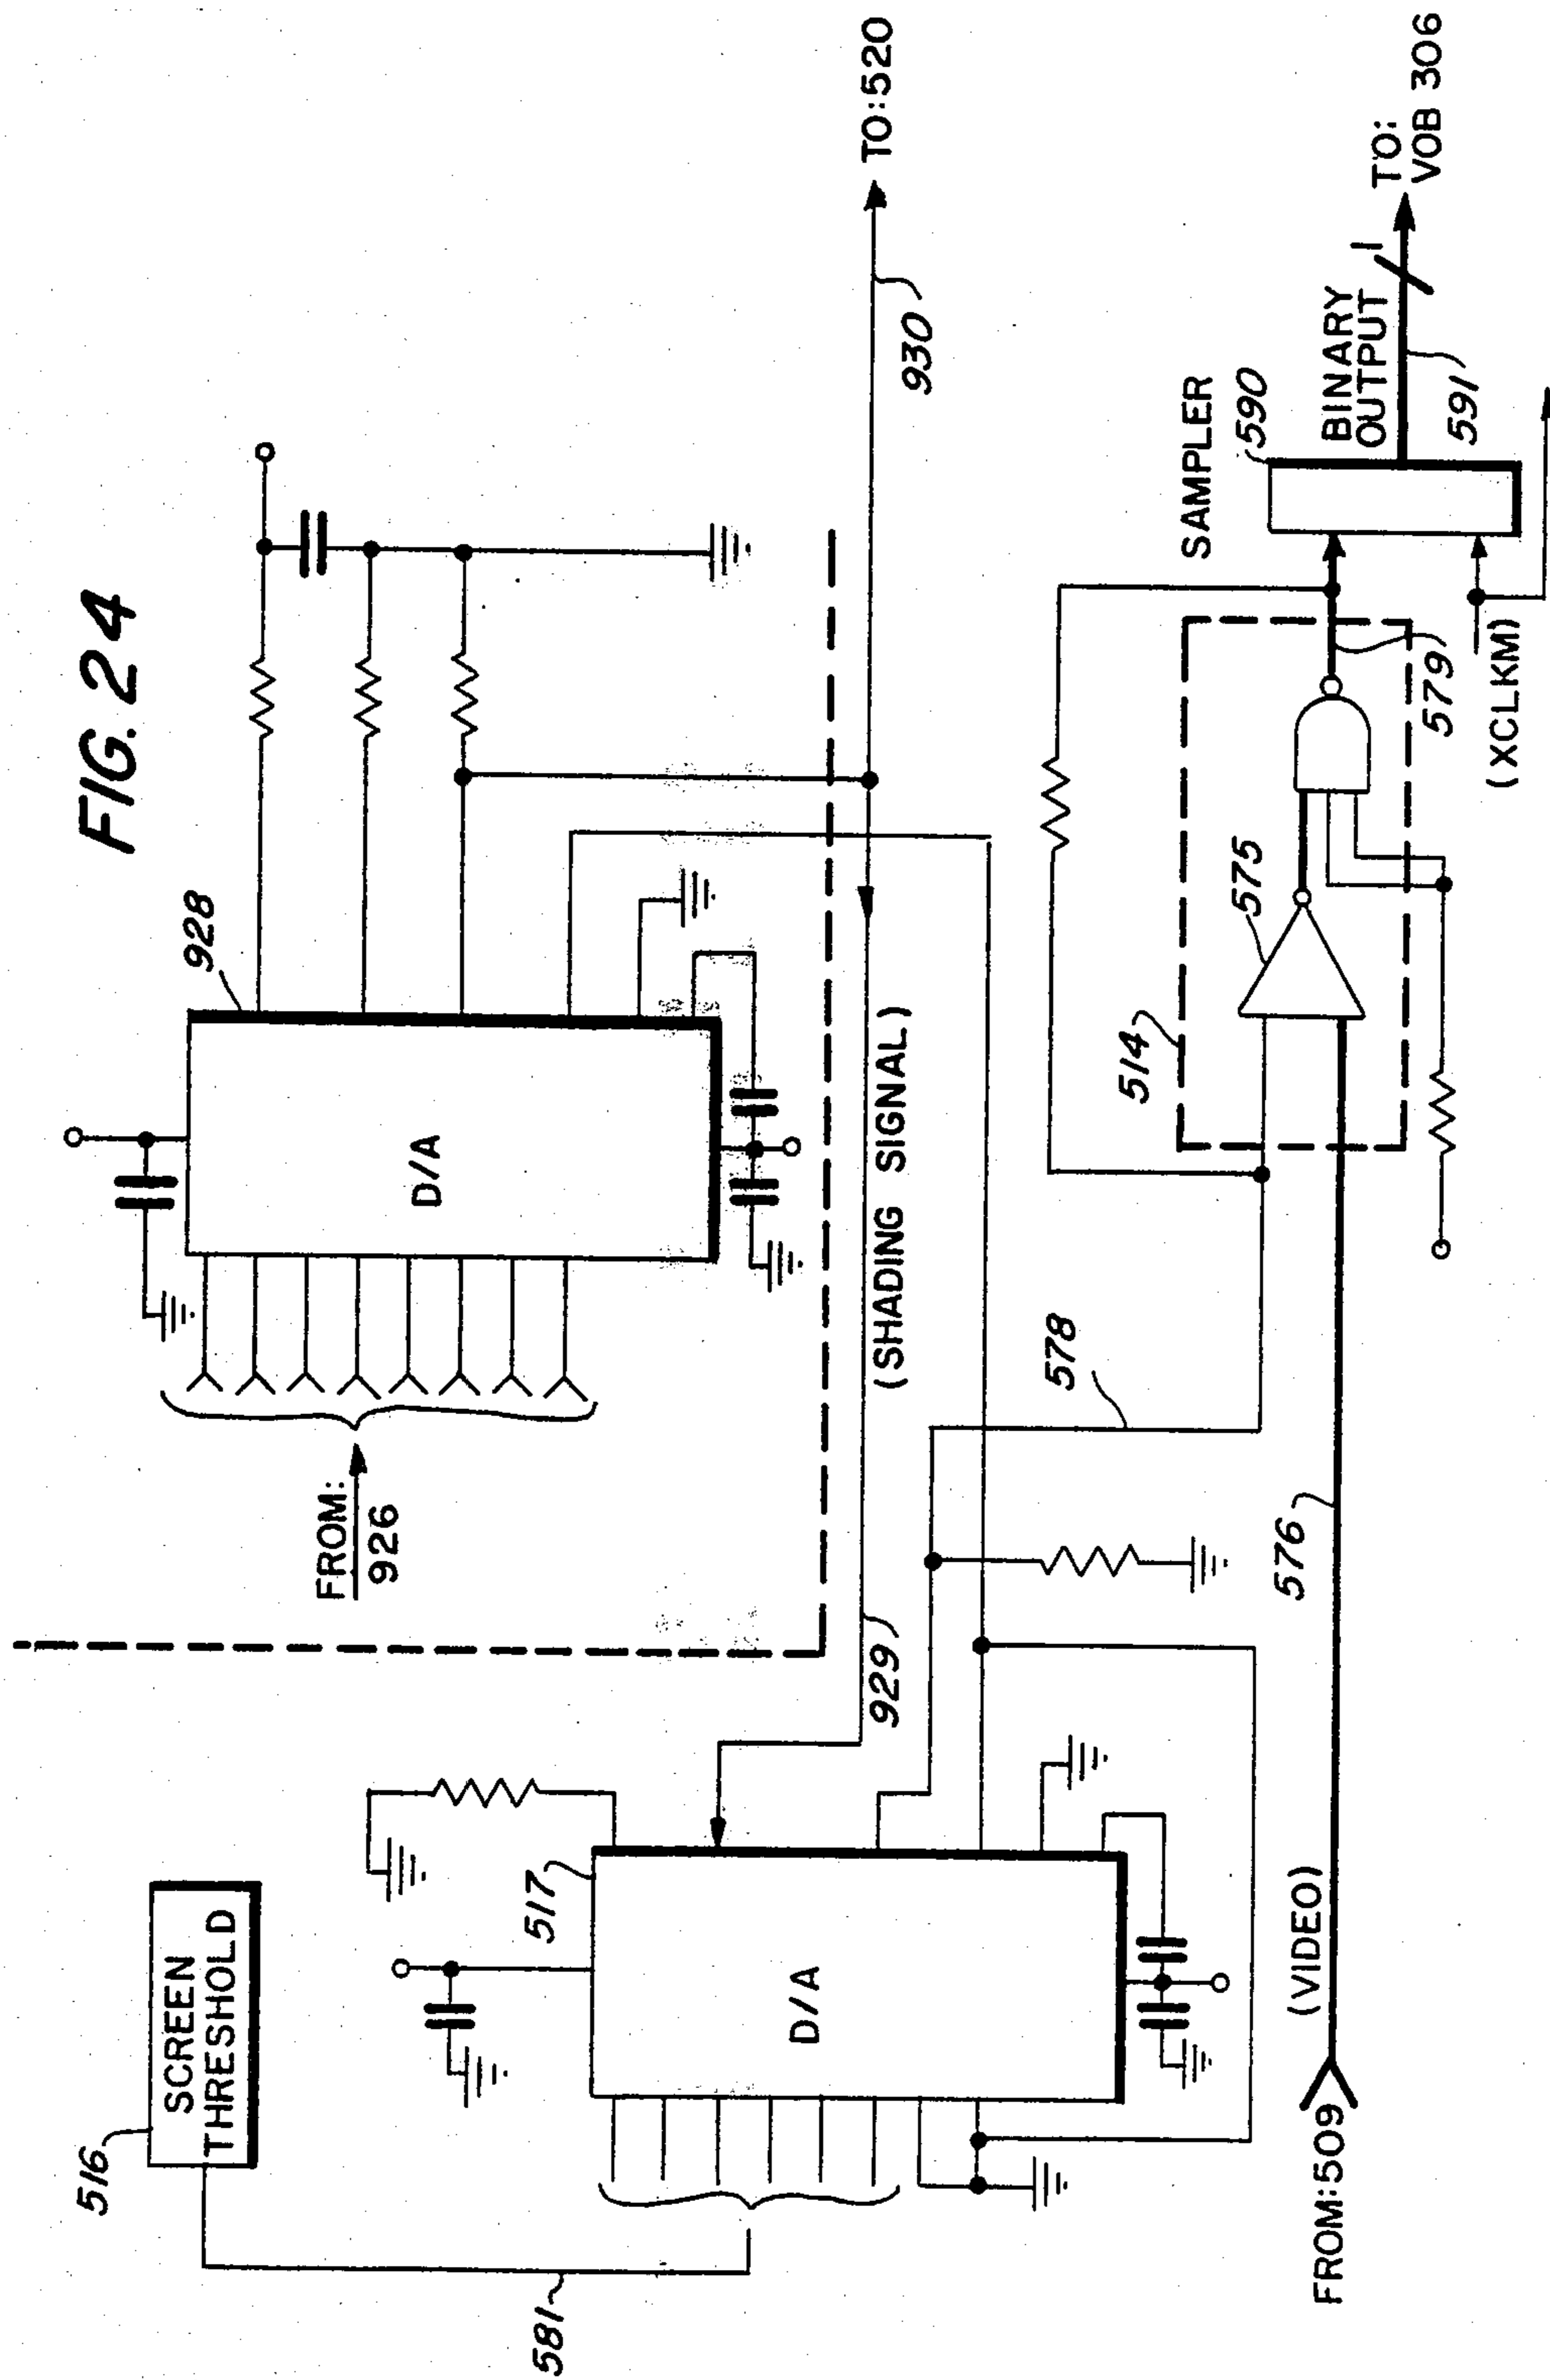 FIG. 24
516
SCREEN
THRESHOLD
581
517
D/A
FROM:
926
928
D/A
929
(SHADING SIGNAL)
930
TO:520
578
514
575
579
SAMPLER
590
BINARY
OUTPUT
1
591
TO:
VOB 306
(XCLKM)
576
(VIDEO)
FROM:509